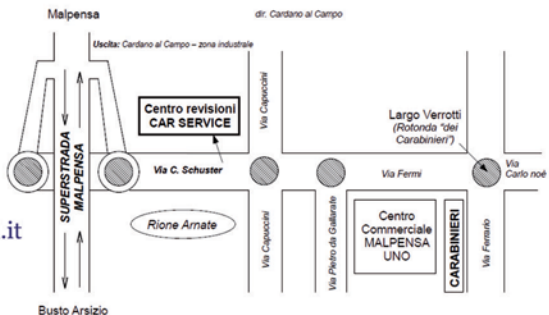 Malpensa
dir. Cardano al Campo
Uscita: Cardano al Campo – zona industriale
Centro revisioni
CAR SERVICE
Via Capuccini
Largo Verrotti
(Rotonda "dei
Carabinieri")
SUPERSTRADA
MALPENSA
Via C. Schuster
Via Fermi
Via
Carlo noè
.it
Rione Arnate
Via Capuccini
Via Pietro da Gallarate
Centro
Commerciale
MALPENSA
UNO
CARABINIERI
Via Ferrario
Busto Arsizio